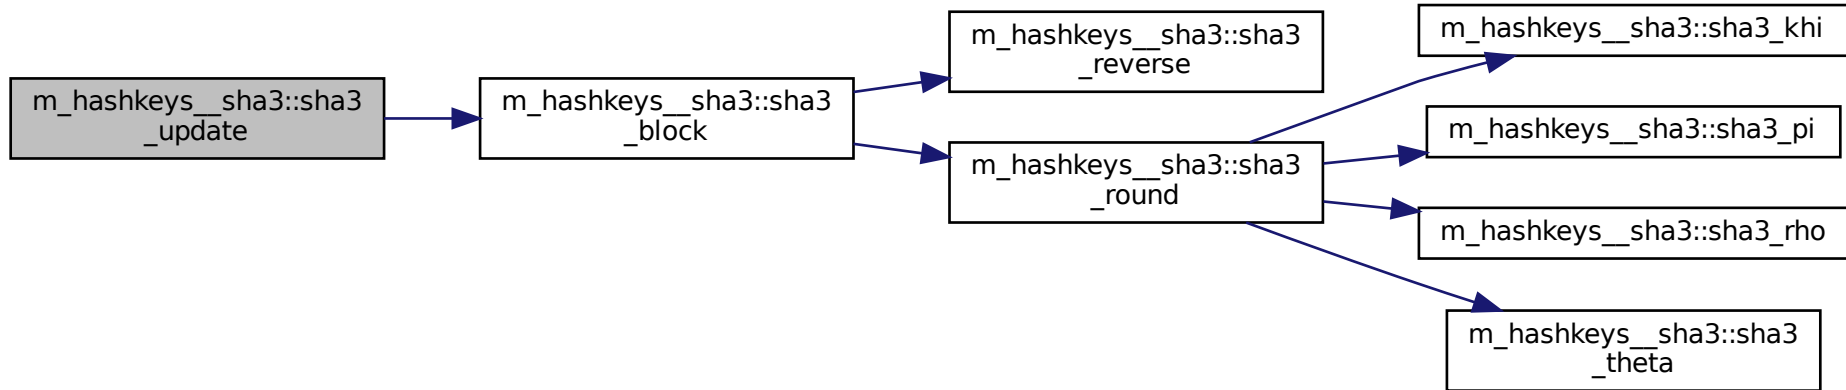 m_hashkeys__sha3::sha3
_update
m_hashkeys__sha3::sha3
_block
m_hashkeys__sha3::sha3
_reverse
m_hashkeys__sha3::sha3
_round
m_hashkeys__sha3::sha3_khi
m_hashkeys__sha3::sha3_pi
m_hashkeys__sha3::sha3_rho
m_hashkeys__sha3::sha3
_theta